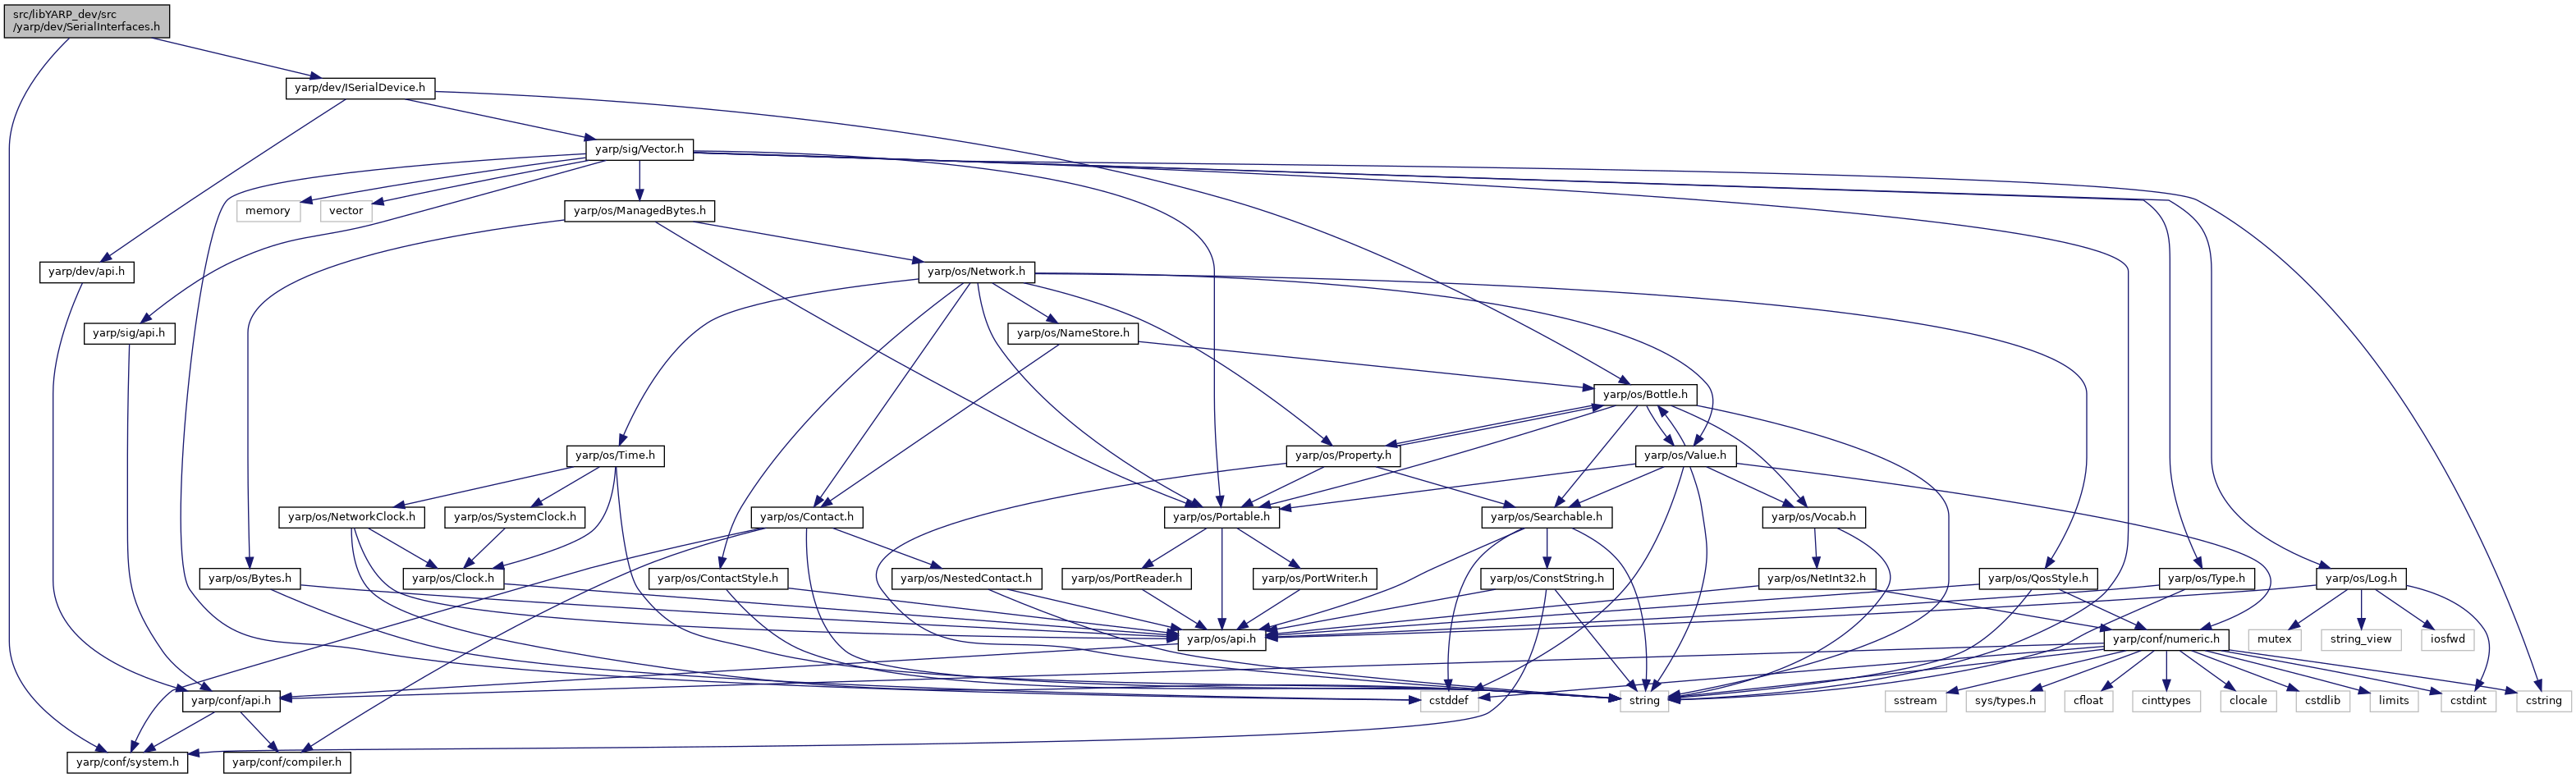 src/libYARP_dev/src
/yarp/dev/SerialInterfaces.h
yarp/dev/ISerialDevice.h
yarp/sig/Vector.h
memory
vector
yarp/os/ManagedBytes.h
yarp/dev/api.h
yarp/os/Network.h
yarp/sig/api.h
yarp/os/NameStore.h
yarp/os/Bottle.h
yarp/os/Time.h
yarp/os/Property.h
yarp/os/Value.h
yarp/os/NetworkClock.h
yarp/os/SystemClock.h
yarp/os/Contact.h
yarp/os/Portable.h
yarp/os/Searchable.h
yarp/os/Vocab.h
yarp/os/Bytes.h
yarp/os/Clock.h
yarp/os/ContactStyle.h
yarp/os/NestedContact.h
yarp/os/PortReader.h
yarp/os/PortWriter.h
yarp/os/ConstString.h
yarp/os/NetInt32.h
yarp/os/QosStyle.h
yarp/os/Type.h
yarp/os/Log.h
yarp/os/api.h
yarp/conf/numeric.h
mutex
string_view
iosfwd
yarp/conf/api.h
cstddef
string
sstream
sys/types.h
cfloat
cinttypes
clocale
cstdlib
limits
cstdint
cstring
yarp/conf/system.h
yarp/conf/compiler.h